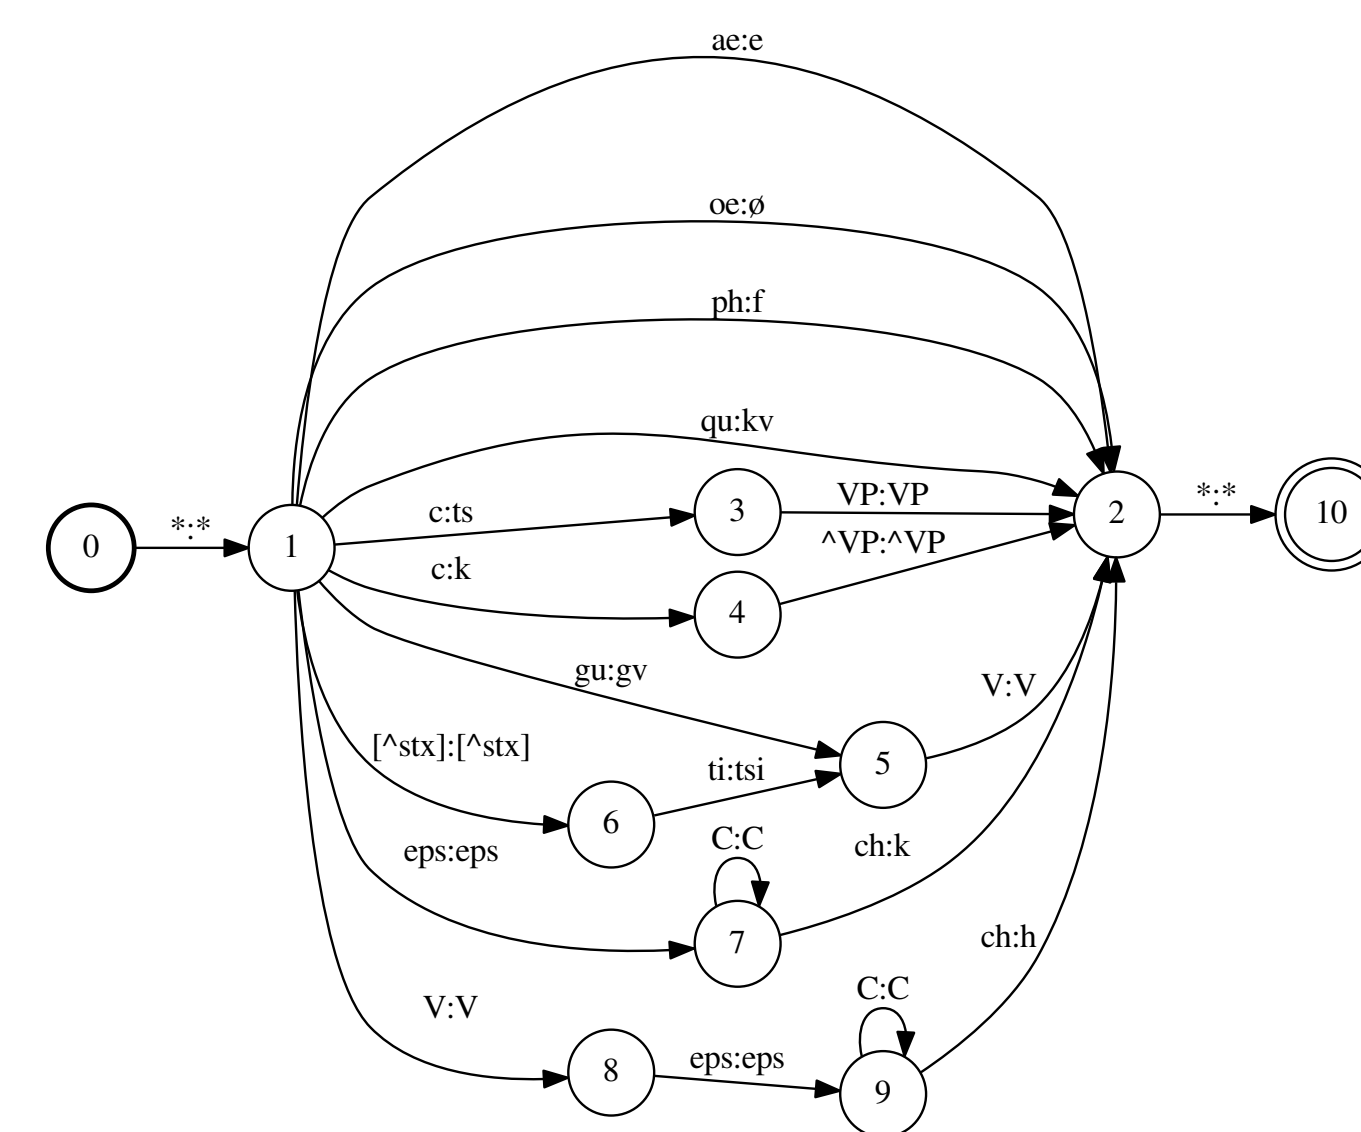 ae:e
oe:ø
ph:f
qu:kv
c:ts
3
VP:VP
2
*:*
10
0
*:*
1
^VP:^VP
c:k
4
gu:gv
V:V
[^stx]:[^stx]
ti:tsi
5
6
C:C
eps:eps
ch:k
7
ch:h
V:V
C:C
8
eps:eps
9